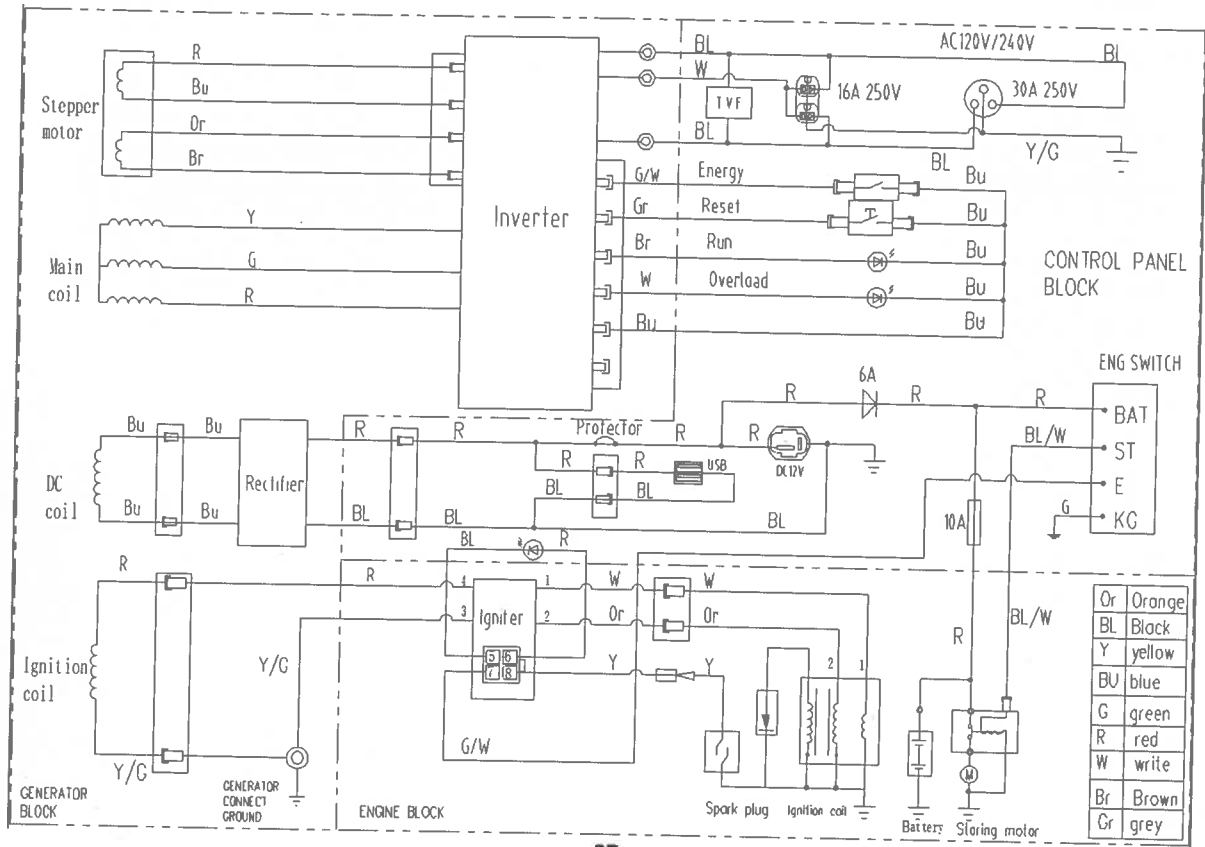 R
Bu
Or
Br
Stepper
motor
Y
G
R
Main
coil
Inverter
BL
W
BL
TVF
16A 250V
AC120V/240V
30A 250V
Bl
Y/G
BL
G/W Energy Bu
Gr Reset Bu
Br Run Bu
W Overload Bu
Bu Bu
CONTROL PANEL
BLOCK
ENG SWITCH
BAT
ST
E
KG
6A
R R R
BL/W
G
10A
Bu Bu
DC
coil
Bu Bu
Rectifier
R R
Protector
R R
DC12V
R R
USB
BL BL
BL BL
BL
BL R
R
R
4 1 W W
3 Igniter 2 Or Or
5 6
7 8
Y Y
G/W
Y/G
Ignition
coil
Y/G
2 1
R
BL/W
M
GENERATOR
BLOCK
GENERATOR
CONNECT
GROUND
ENGINE BLOCK
Spark plug
Ignition coil
Battery
Staring motor
Or Orange
BL Black
Y yellow
BU blue
G green
R red
W write
Br Brown
Gr grey